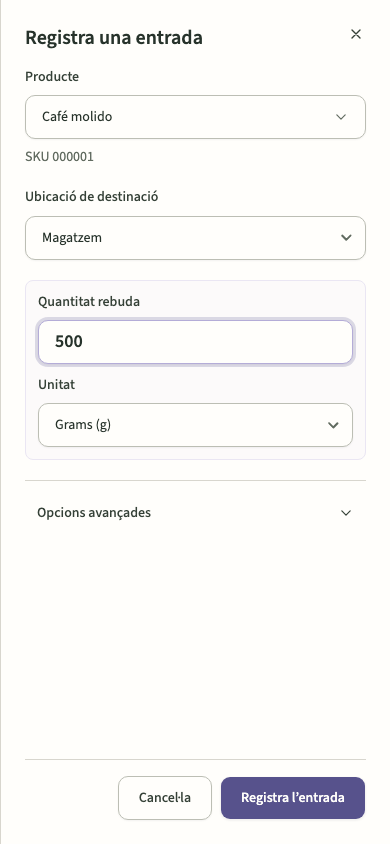 Registra una entrada
Producte
Café molido
SKU 000001
Ubicació de destinació
Magatzem
Quantitat rebuda
500
Unitat
Grams (g)
Opcions avançades
Cancel·la
Registra l’entrada